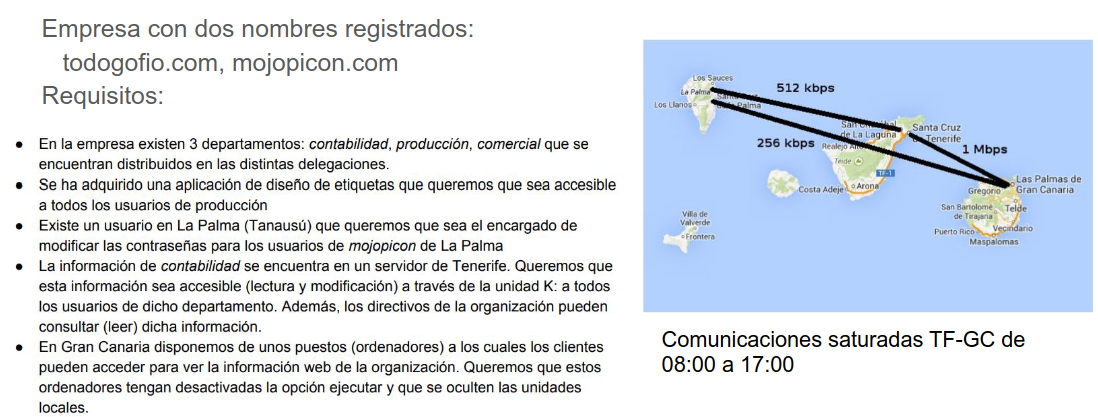 Empresa con dos nombres registrados:
todogofio.com, mojopicon.com
Requisitos:
● En la empresa existen 3 departamentos: contabilidad, producción, comercial que se
encuentran distribuidos en las distintas delegaciones.
● Se ha adquirido una aplicación de diseño de etiquetas que queremos que sea accesible
a todos los usuarios de producción
● Existe un usuario en La Palma (Tanausú) que queremos que sea el encargado de
modificar las contraseñas para los usuarios de mojopicon de La Palma
● La información de contabilidad se encuentra en un servidor de Tenerife. Queremos que
esta información sea accesible (lectura y modificación) a través de la unidad K: a todos
los usuarios de dicho departamento. Además, los directivos de la organización pueden
consultar (leer) dicha información.
● En Gran Canaria disponemos de unos puestos (ordenadores) a los cuales los clientes
pueden acceder para ver la información web de la organización. Queremos que estos
ordenadores tengan desactivadas la opción ejecutar y que se oculten las unidades
locales.
Los Sauces
La Palma
Los Llanos
la Palma
512 kbps
256 kbps
San
de La Laguna
Santa Cruz
de Tenerife
Realejo
Teide
TF-1
1 Mbps
Costa Adeje
Arona
Las Palmas de
Gran Canaria
Gregorio
Telde
San Bartolomé
de Tirajana
Vecindario
Puerto Rico
Maspalomas
Villa de
Valverde
Frontera
Comunicaciones saturadas TF-GC de
08:00 a 17:00